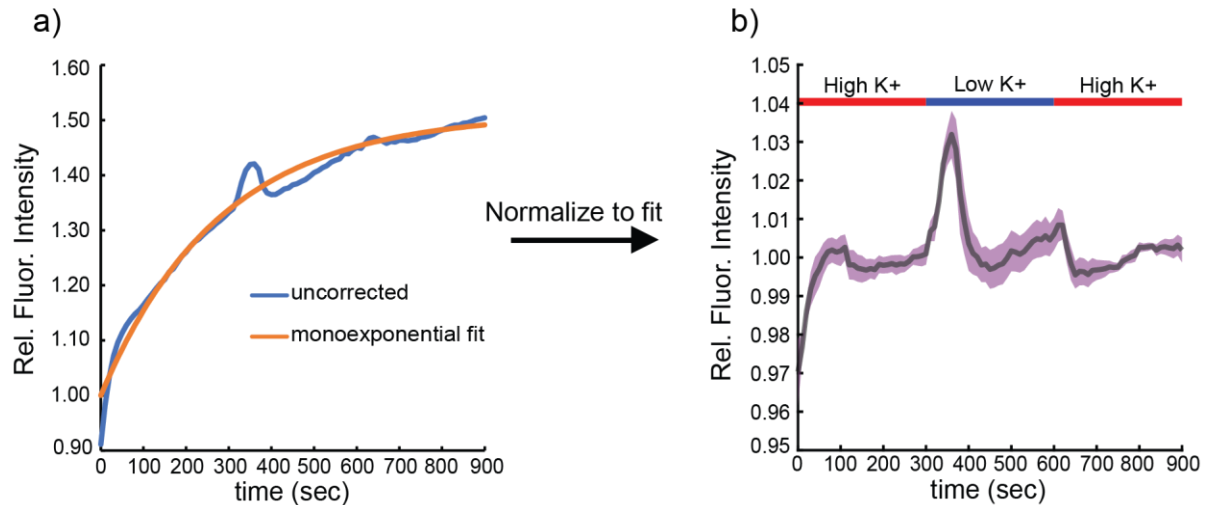 a)
Rel. Fluor. Intensity
1.60
1.50
1.40
1.30
1.20
1.10
1.00
0.90
0 100 200 300 400 500 600 700 800 900
time (sec)
uncorrected
monoexponential fit
Normalize to fit
b)
Rel. Fluor. Intensity
1.05
1.04
1.03
1.02
1.01
1.00
0.99
0.98
0.97
0.96
0.95
High K+ Low K+ High K+
0 100 200 300 400 500 600 700 800 900
time (sec)